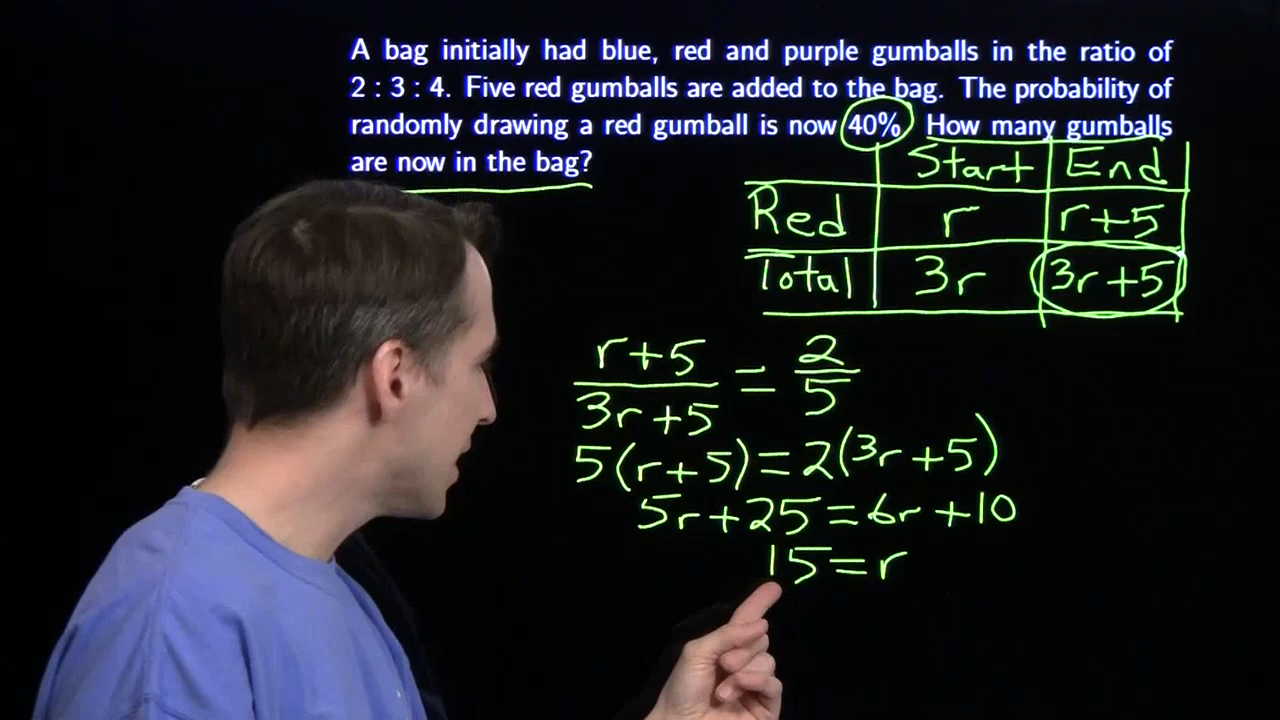 A bag initially had blue, red and purple gumballs in the ratio of
2 : 3 : 4. Five red gumballs are added to the bag. The probability of
randomly drawing a red gumball is now 40%. How many gumballs
are now in the bag?
Start End
Red r r+5
Total 3r 3r+5
r+5 / 3r+5 = 2 / 5
5(r+5)=2(3r+5)
5r+25=6r+10
15=r